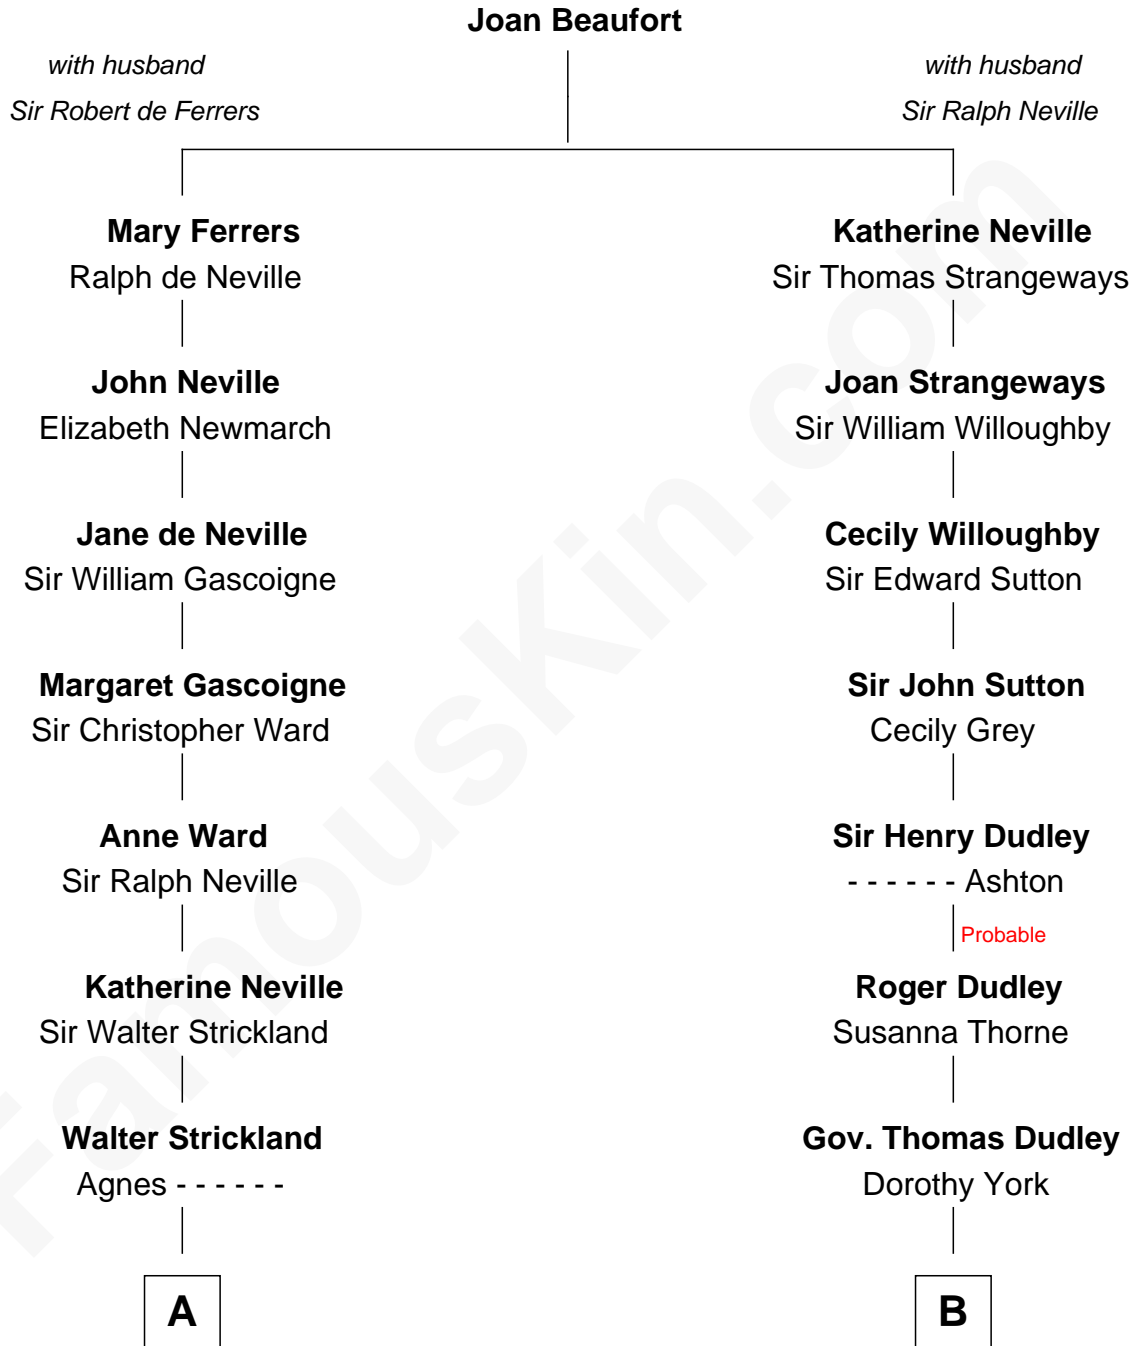 Joan Beaufort
with husband
Sir Robert de Ferrers
with husband
Sir Ralph Neville
Mary Ferrers
Ralph de Neville
Katherine Neville
Sir Thomas Strangeways
John Neville
Elizabeth Newmarch
Joan Strangeways
Sir William Willoughby
Jane de Neville
Sir William Gascoigne
Cecily Willoughby
Sir Edward Sutton
Margaret Gascoigne
Sir Christopher Ward
Sir John Sutton
Cecily Grey
Anne Ward
Sir Ralph Neville
Sir Henry Dudley
- - - - - - Ashton
Probable
Katherine Neville
Sir Walter Strickland
Roger Dudley
Susanna Thorne
Walter Strickland
Agnes - - - - - -
Gov. Thomas Dudley
Dorothy York
A
B
FamousKin.com